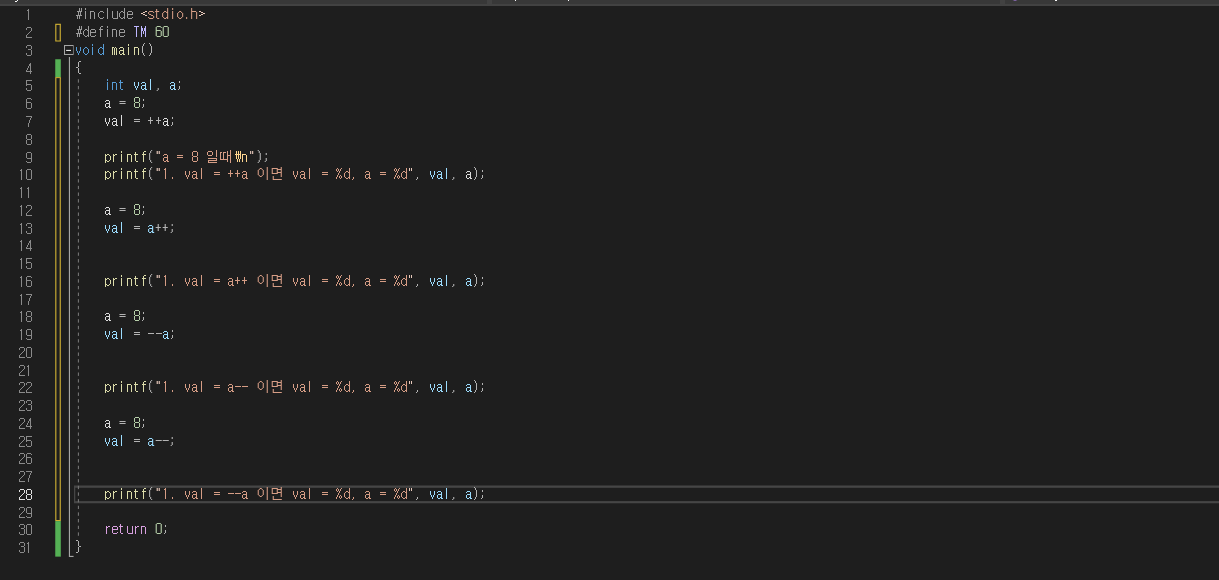 1 #include <stdio.h>
2 #define TM 60
3 void main()
4 {
5 int val, a;
6 a = 8;
7 val = ++a;
8
9 printf("a = 8 일때₩n");
10 printf("1. val = ++a 이면 val = %d, a = %d", val, a);
11
12 a = 8;
13 val = a++;
14
15
16 printf("1. val = a++ 이면 val = %d, a = %d", val, a);
17
18 a = 8;
19 val = --a;
20
21
22 printf("1. val = a-- 이면 val = %d, a = %d", val, a);
23
24 a = 8;
25 val = a--;
26
27
28 printf("1. val = --a 이면 val = %d, a = %d", val, a);
29
30 return 0;
31 }